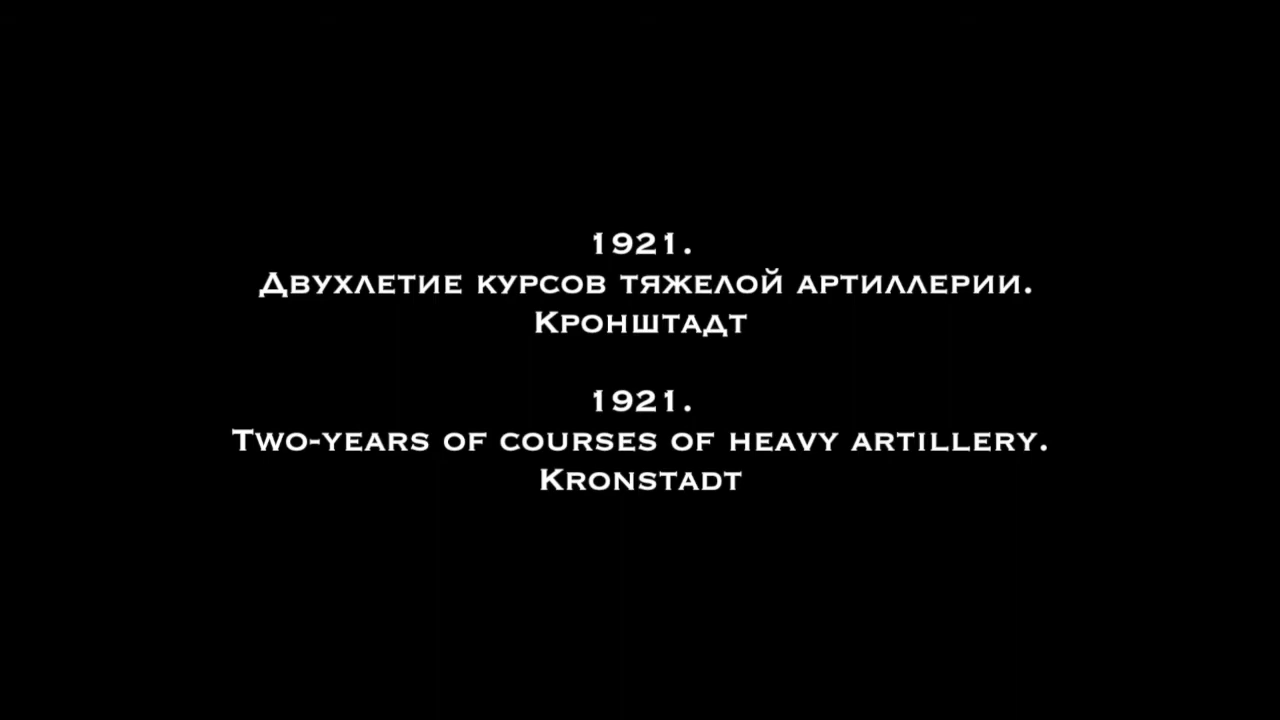 1921.
Двухлетие курсов тяжелой артиллерии.
Кронштадт
1921.
Two-years of courses of heavy artillery.
Kronstadt